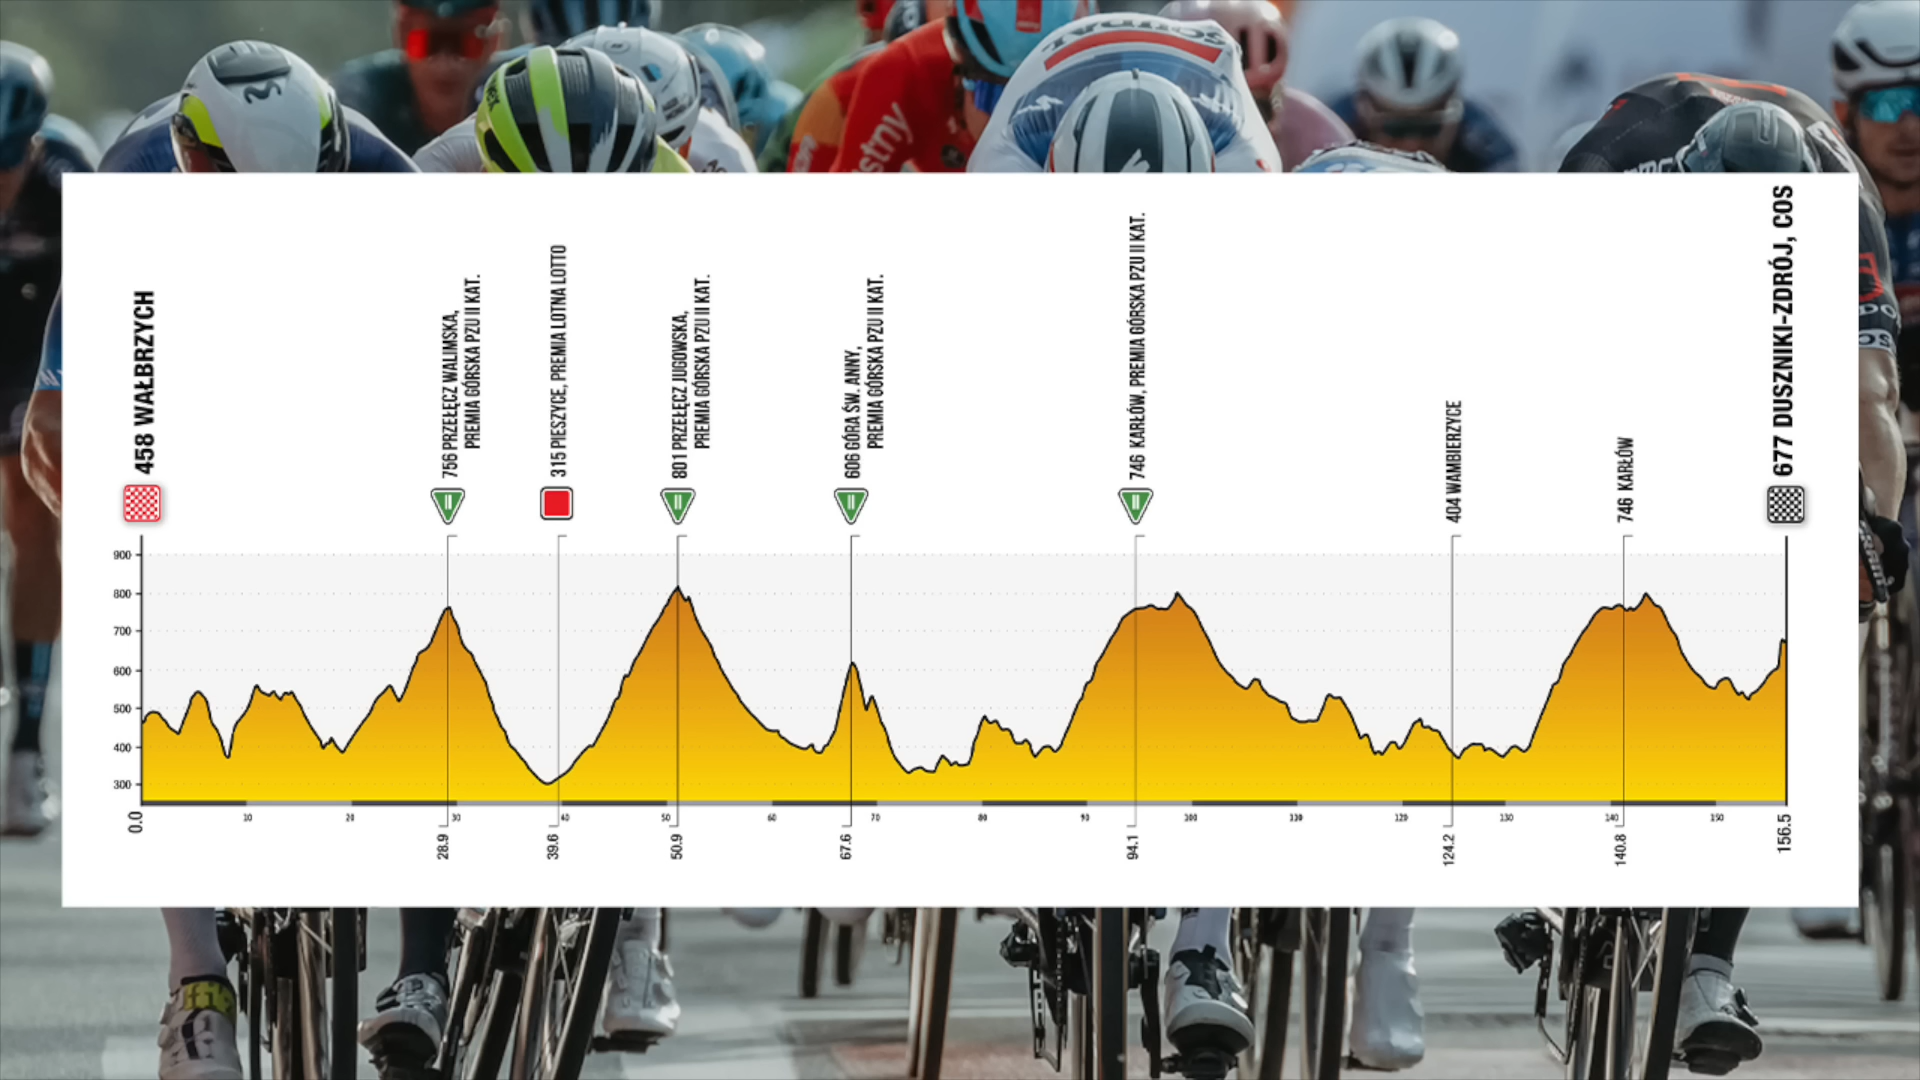 458 WAŁBRZYCH
756 PRZEŁĘCZ WALIMSKA,
PREMIA GÓRSKA PZU II KAT.
315 PIESZYCE, PREMIA LOTNA LOTTO
801 PRZEŁĘCZ JUGOWSKA,
PREMIA GÓRSKA PZU II KAT.
606 GÓRA ŚW. ANNY,
PREMIA GÓRSKA PZU II KAT.
746 KARŁÓW, PREMIA GÓRSKA PZU II KAT.
404 WAMBIERZYCE
746 KARŁÓW
677 DUSZNIKI-ZDRÓJ, COS
900
800
700
600
500
400
300
10 20 30 40 50 60 70 80 90 100 110 120 130 140 150
0.0 28.9 39.6 50.9 67.6 94.1 124.2 140.8 156.5